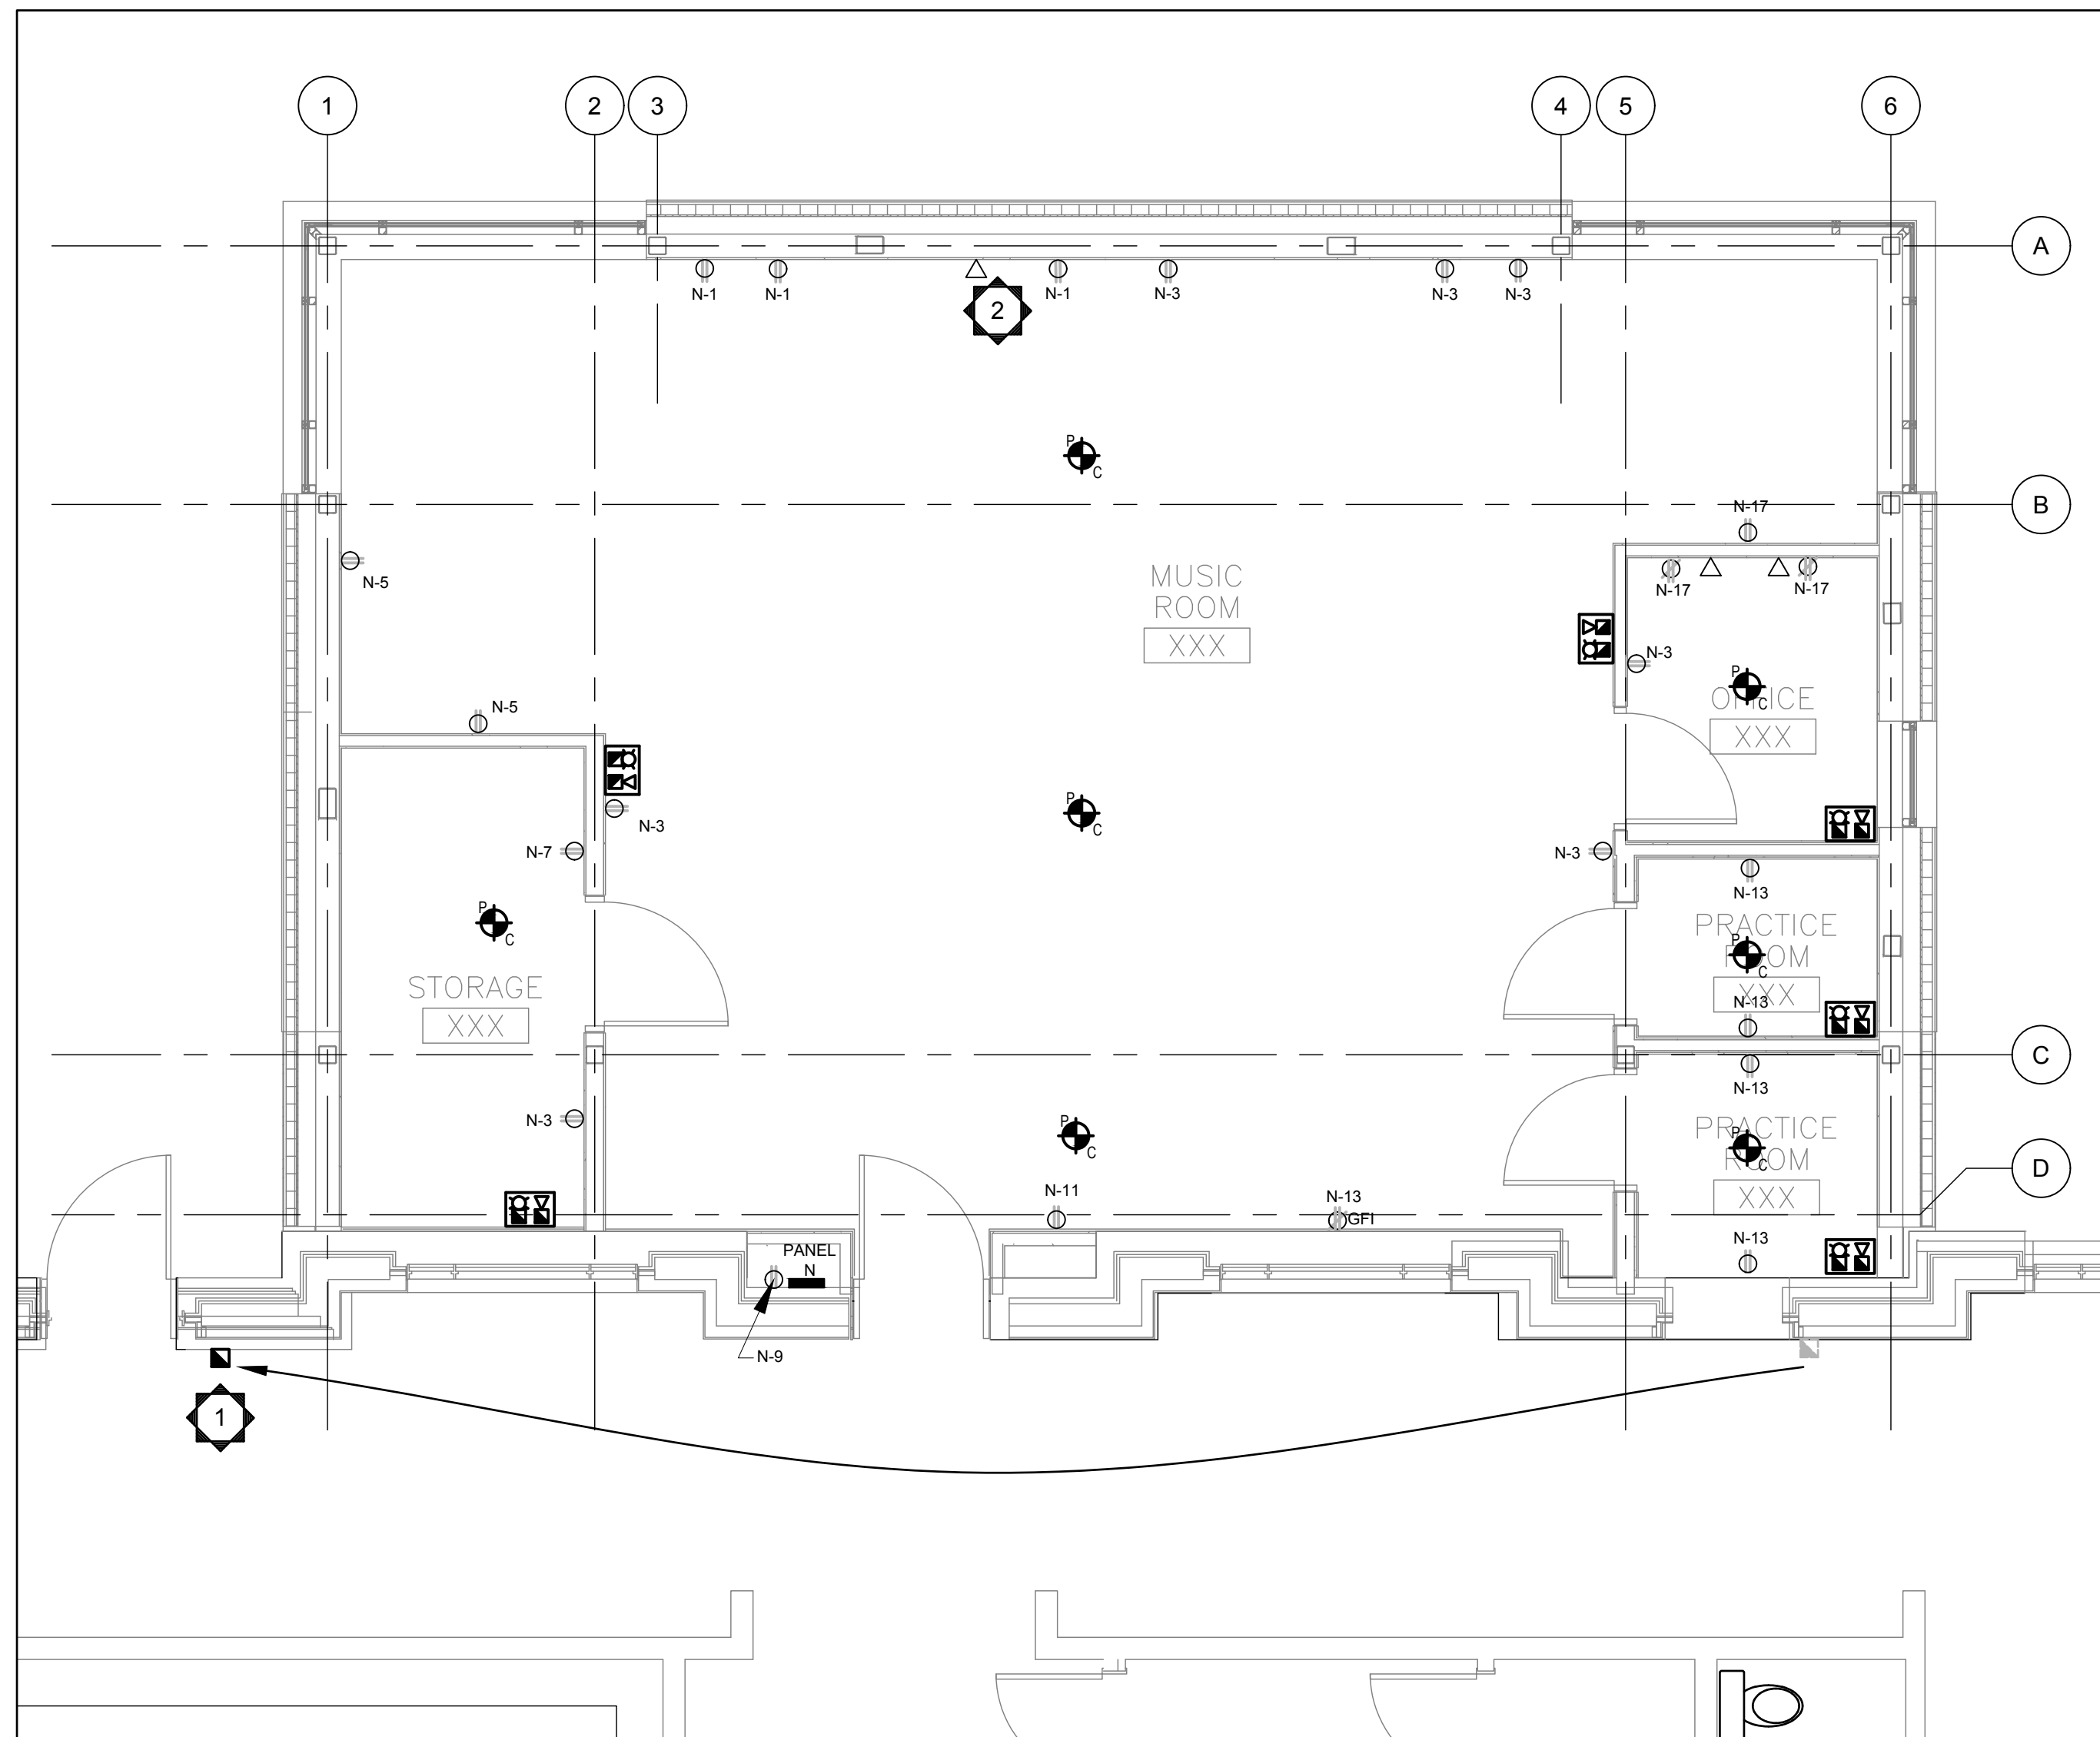 1
2
3
4
5
6
A
N-1
N-1
N-1
N-3
N-3
N-3
2
P
C
B
N-17
N-5
MUSIC
ROOM
XXX
N-17
N-17
N-3
P
C
OFFICE
XXX
N-5
P
C
N-3
N-7
N-3
N-13
P
C
STORAGE
XXX
PRACTICE
ROOM
P
C
XXX
N-13
C
N-13
N-3
P
C
PRACTICE
ROOM
P
C
XXX
D
N-11
N-13
GFI
N-13
PANEL
N
N-9
1